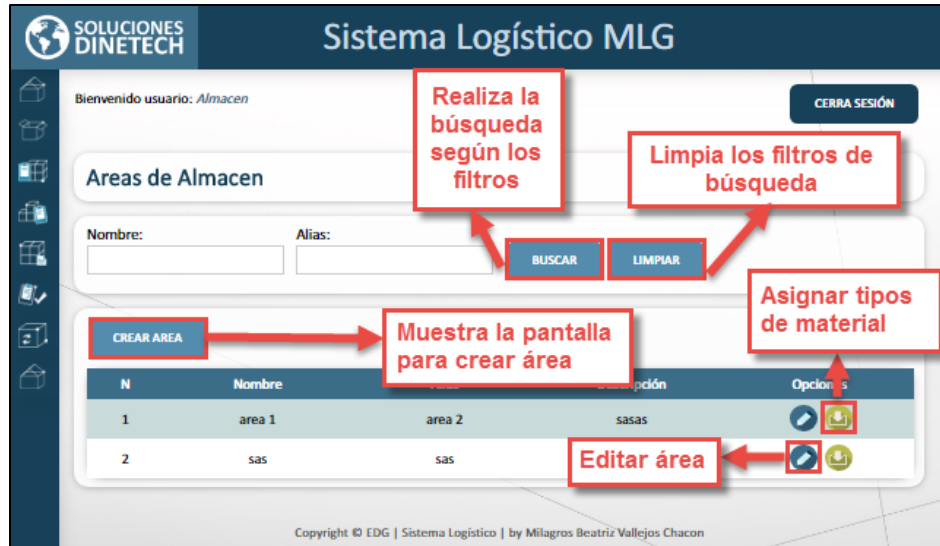 SOLUCIONES
DINETECH
Sistema Logístico MLG
Bienvenido usuario: Almacen
CERRA SESIÓN
Realiza la
búsqueda
según los
filtros
Limpia los filtros de
búsqueda
Areas de Almacen
Nombre:
Alias:
BUSCAR
LIMPIAR
Asignar tipos
de material
CREAR AREA
Muestra la pantalla
para crear área
N Nombre Opciones
1 area 1 area 2 sasas
2 sas sas
Editar área
Copyright © EDG | Sistema Logístico | by Milagros Beatriz Vallejos Chacon